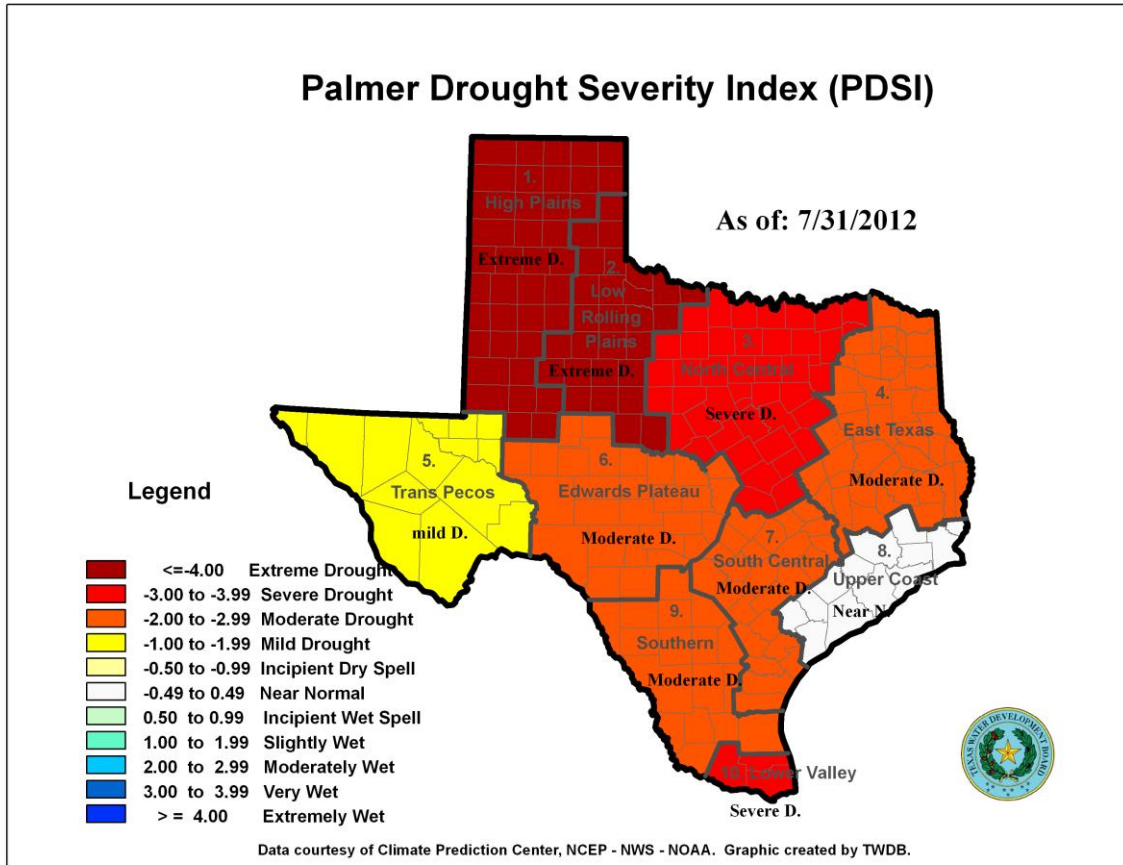 Palmer Drought Severity Index (PDSI)
As of: 7/31/2012
1.
High Plains
Extreme D.
2.
Low
Rolling
Plains
Extreme D.
3.
North Central
Severe D.
4.
East Texas
Moderate D.
5.
Trans Pecos
mild D.
6.
Edwards Plateau
Moderate D.
7.
South Central
Moderate D.
8.
Upper Coast
Near N.
9.
Southern
Moderate D.
10. Lower Valley
Severe D.
Legend
<=-4.00 Extreme Drought
-3.00 to -3.99 Severe Drought
-2.00 to -2.99 Moderate Drought
-1.00 to -1.99 Mild Drought
-0.50 to -0.99 Incipient Dry Spell
-0.49 to 0.49 Near Normal
0.50 to 0.99 Incipient Wet Spell
1.00 to 1.99 Slightly Wet
2.00 to 2.99 Moderately Wet
3.00 to 3.99 Very Wet
> = 4.00 Extremely Wet
TEXAS WATER DEVELOPMENT BOARD
Data courtesy of Climate Prediction Center, NCEP - NWS - NOAA. Graphic created by TWDB.